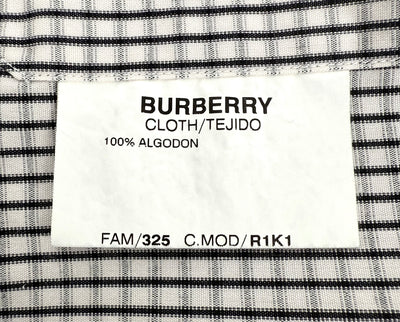 BURBERRY
CLOTH/TEJIDO
100% ALGODON
FAM/325 C.MOD/R1K1